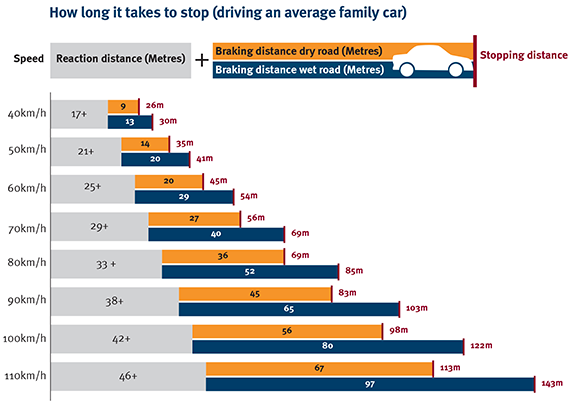 How long it takes to stop (driving an average family car)
Speed Reaction distance (Metres) + Braking distance dry road (Metres) Stopping distance
Braking distance wet road (Metres)
40km/h 17+ 9 26m
13 30m
50km/h 21+ 14 35m
20 41m
60km/h 25+ 20 45m
29 54m
70km/h 29+ 27 56m
40 69m
80km/h 33 + 36 69m
52 85m
90km/h 38+ 45 83m
65 103m
100km/h 42+ 56 98m
80 122m
110km/h 46+ 67 113m
97 143m